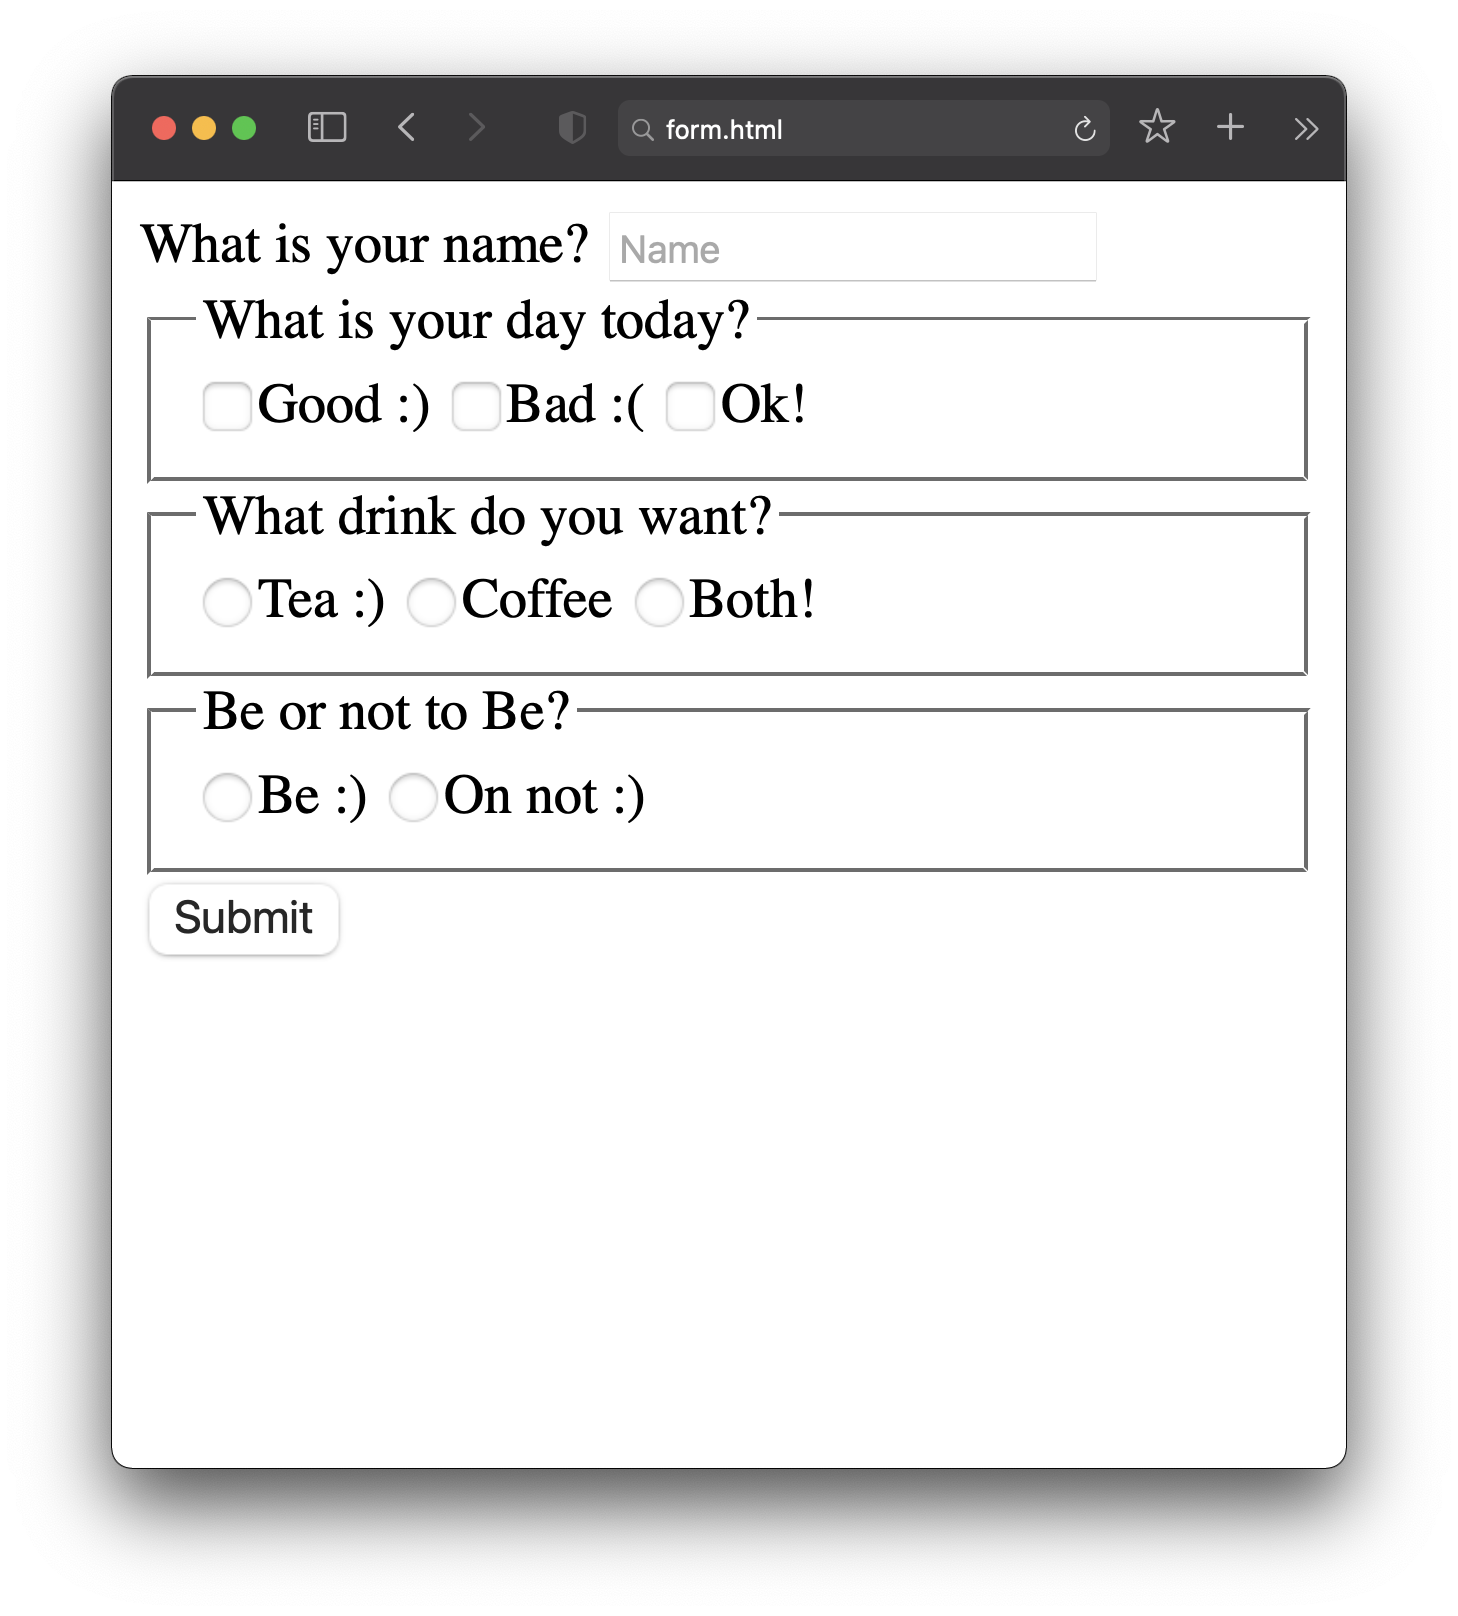 form.html
What is your name? Name
What is your day today?
Good :) Bad :( Ok!
What drink do you want?
Tea :) Coffee Both!
Be or not to Be?
Be :) On not :)
Submit